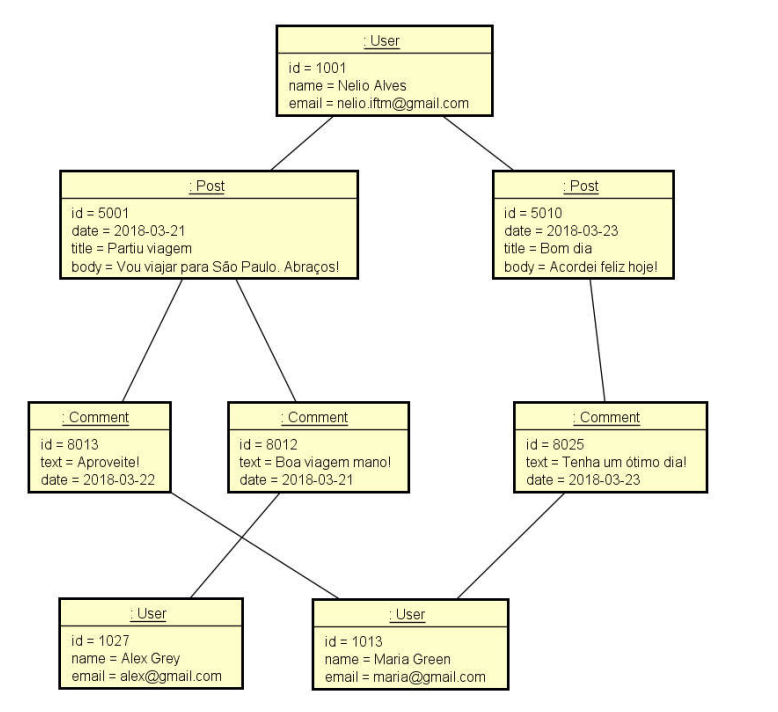 : User
id = 1001
name = Nelio Alves
email = nelio.iftm@gmail.com
: Post
id = 5001
date = 2018-03-21
title = Partiu viagem
body = Vou viajar para São Paulo. Abraços!
: Post
id = 5010
date = 2018-03-23
title = Bom dia
body = Acordei feliz hoje!
: Comment
id = 8013
text = Aproveite!
date = 2018-03-22
: Comment
id = 8012
text = Boa viagem mano!
date = 2018-03-21
: Comment
id = 8025
text = Tenha um ótimo dia!
date = 2018-03-23
: User
id = 1027
name = Alex Grey
email = alex@gmail.com
: User
id = 1013
name = Maria Green
email = maria@gmail.com